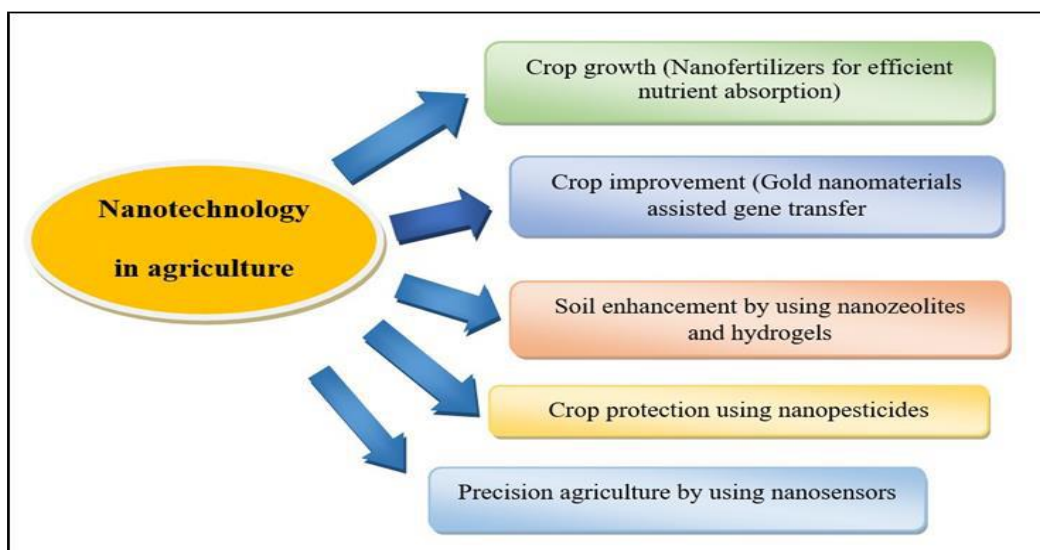 Nanotechnology
in agriculture
Crop growth (Nanofertilizers for efficient
nutrient absorption)
Crop improvement (Gold nanomaterials
assisted gene transfer
Soil enhancement by using nanozeolites
and hydrogels
Crop protection using nanopesticides
Precision agriculture by using nanosensors